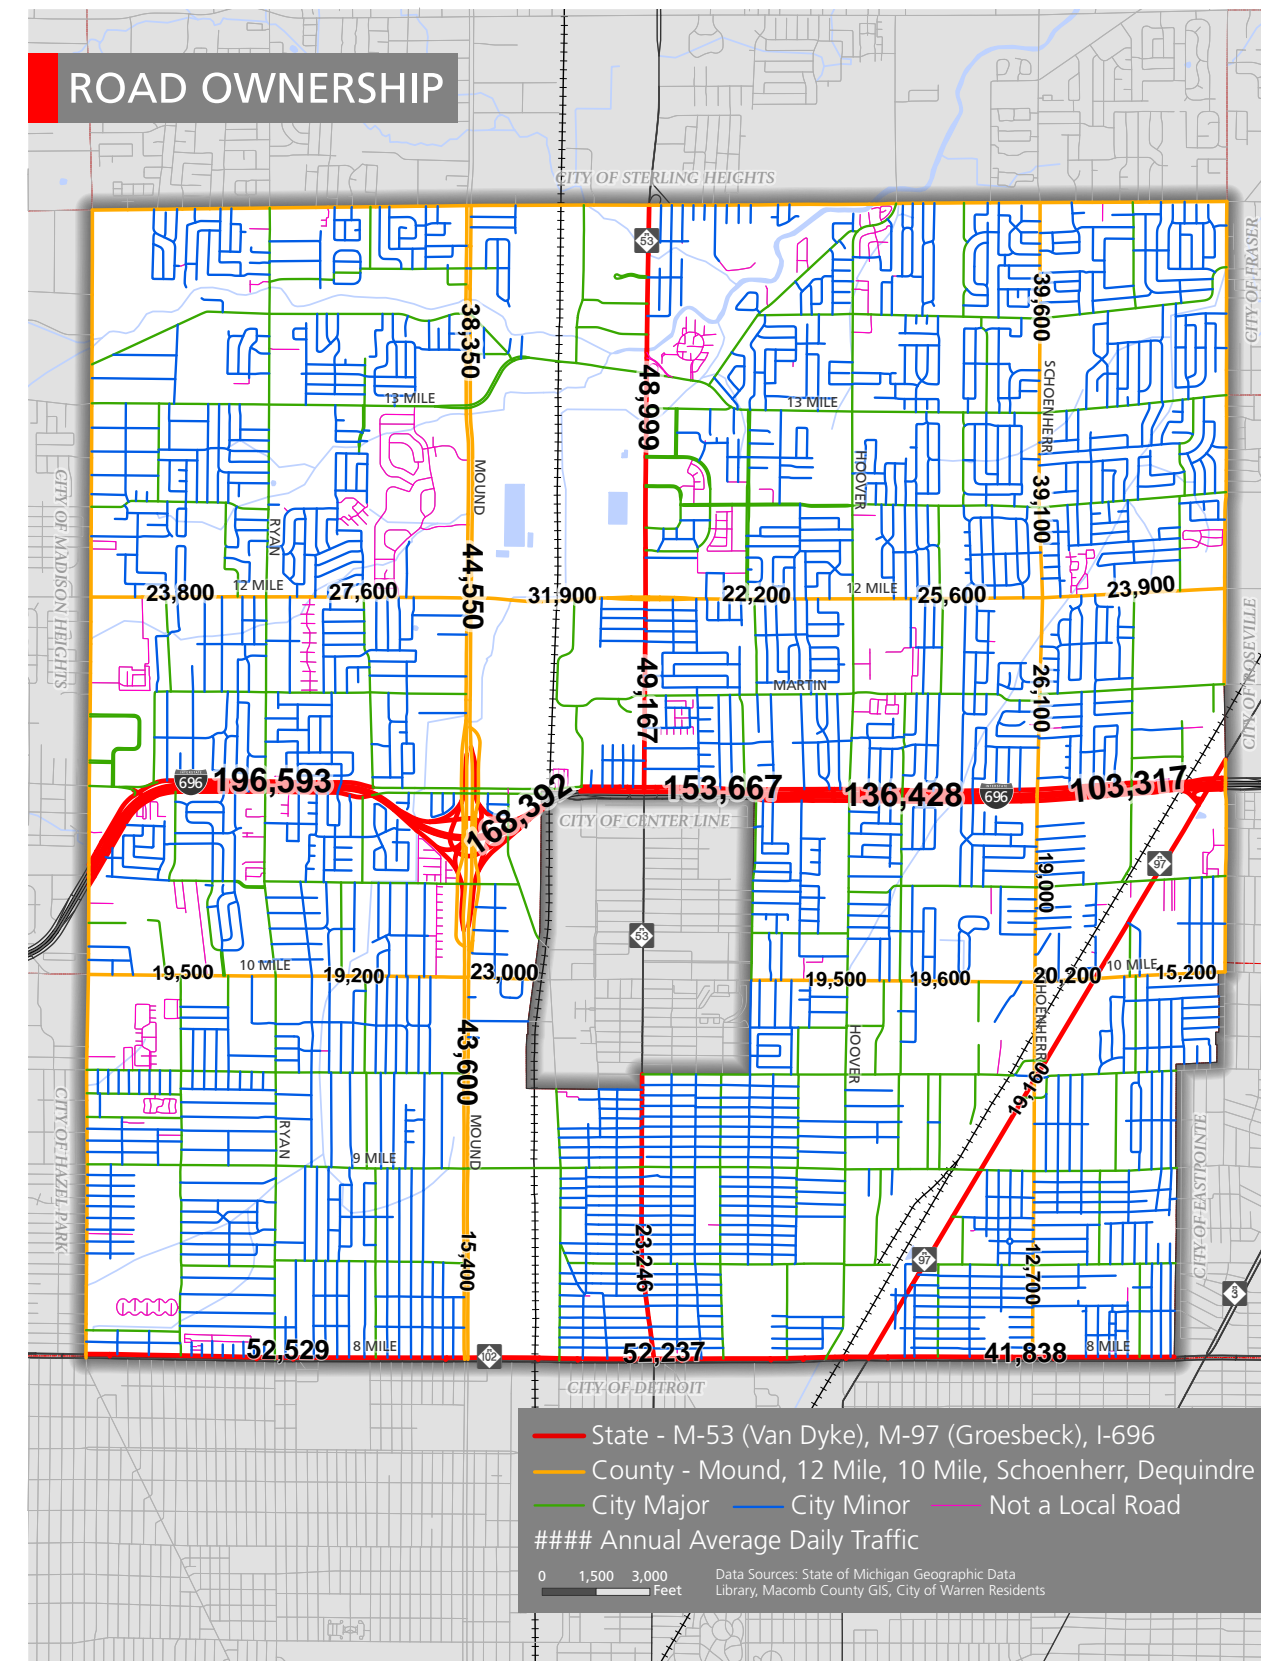 ROAD OWNERSHIP
CITY OF STERLING HEIGHTS
M
53
CITY OF FRASER
39,600
38,350
SCHOENHERR
48,999
13 MILE
13 MILE
MOUND
HOOVER
CITY OF MADISON HEIGHTS
39,100
RYAN
44,550
23,800
12 MILE
27,600
31,900
22,200
12 MILE
25,600
23,900
CITY OF ROSEVILLE
49,167
26,100
MARTIN
696
196,593
168,392
153,667
136,428
696
103,317
CITY OF CENTER LINE
19,000
M
97
M
53
19,500
10 MILE
19,200
23,000
19,500
19,600
20,200
10 MILE
15,200
HOENHERR
43,600
HOOVER
19,160
CITY OF HAZEL PARK
RYAN
MOUND
9 MILE
CITY OF EASTPOINTE
15,400
23,246
M
97
12,700
M
3
52,529
8 MILE
M
102
52,237
41,838
8 MILE
CITY OF DETROIT
State - M-53 (Van Dyke), M-97 (Groesbeck), I-696
County - Mound, 12 Mile, 10 Mile, Schoenherr, Dequindre
City Major City Minor Not a Local Road
#### Annual Average Daily Traffic
0 1,500 3,000
Feet
Data Sources: State of Michigan Geographic Data
Library, Macomb County GIS, City of Warren Residents